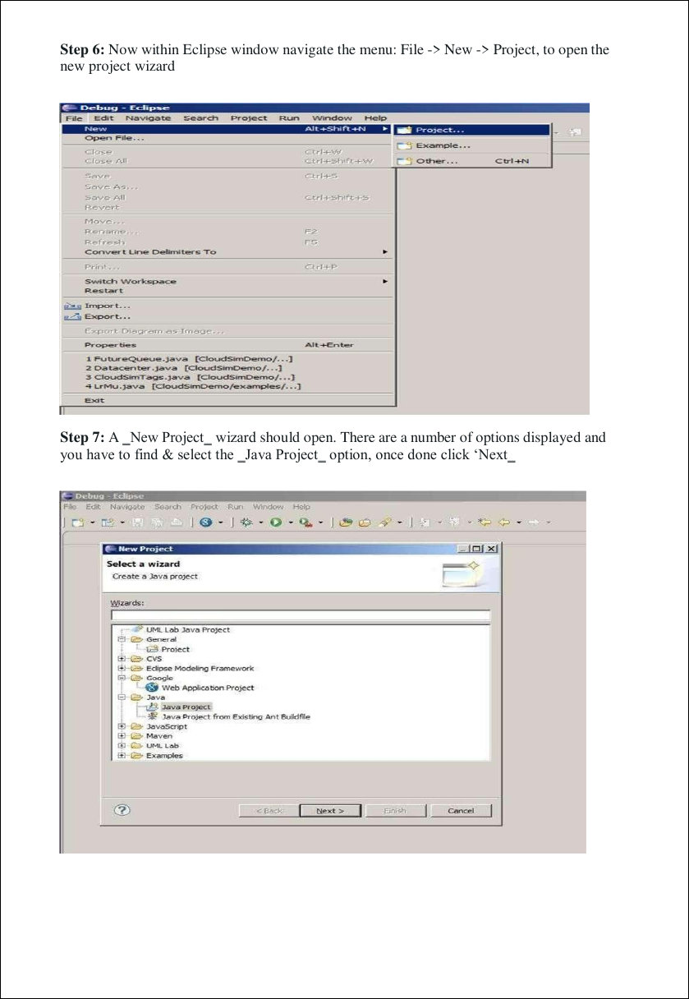 Step 6: Now within Eclipse window navigate the menu: File -> New -> Project, to open the
new project wizard
Debug - Eclipse
File Edit Navigate Search Project Run Window Help
New Alt+Shift+N
Project...
Open File...
Example...
Close Ctrl+W
Close All Ctrl+Shift+W
Other... Ctrl+N
Save Ctrl+S
Save As...
Save All Ctrl+Shift+S
Revert
Move...
Rename... F2
Refresh F5
Convert Line Delimiters To
Print... Ctrl+P
Switch Workspace
Restart
Import...
Export...
Export Diagram as Image...
Properties Alt+Enter
1 FutureQueue.java [CloudSimDemo/...]
2 Datacenter.java [CloudSimDemo/...]
3 CloudSimTags.java [CloudSimDemo/...]
4 LrMu.java [CloudSimDemo/examples/...]
Exit
Step 7: A _New Project_ wizard should open. There are a number of options displayed and
you have to find & select the _Java Project_ option, once done click ‘Next_
Debug - Eclipse
File Edit Navigate Search Project Run Window Help
New Project
Select a wizard
Create a Java project
Wizards:
UML Lab Java Project
General
Project
CVS
Eclipse Modeling Framework
Google
Web Application Project
Java
Java Project
Java Project from Existing Ant Buildfile
JavaScript
Maven
UML Lab
Examples
< Back Next > Finish Cancel